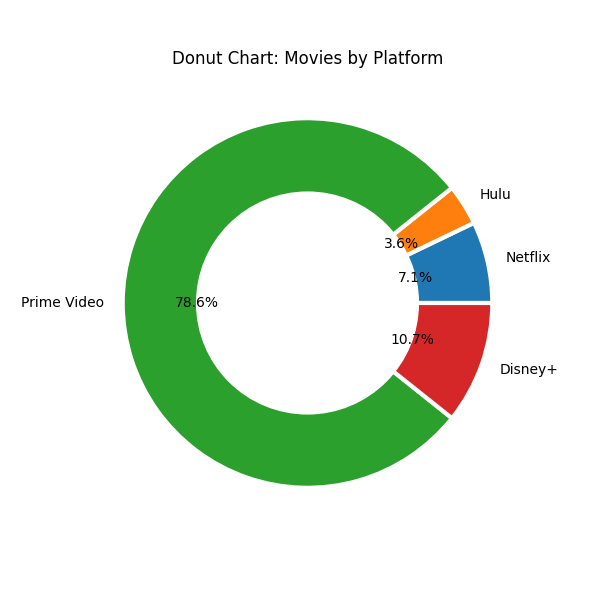 Donut Chart: Movies by Platform
Hulu
3.6%
Netflix
7.1%
Prime Video
78.6%
10.7%
Disney+